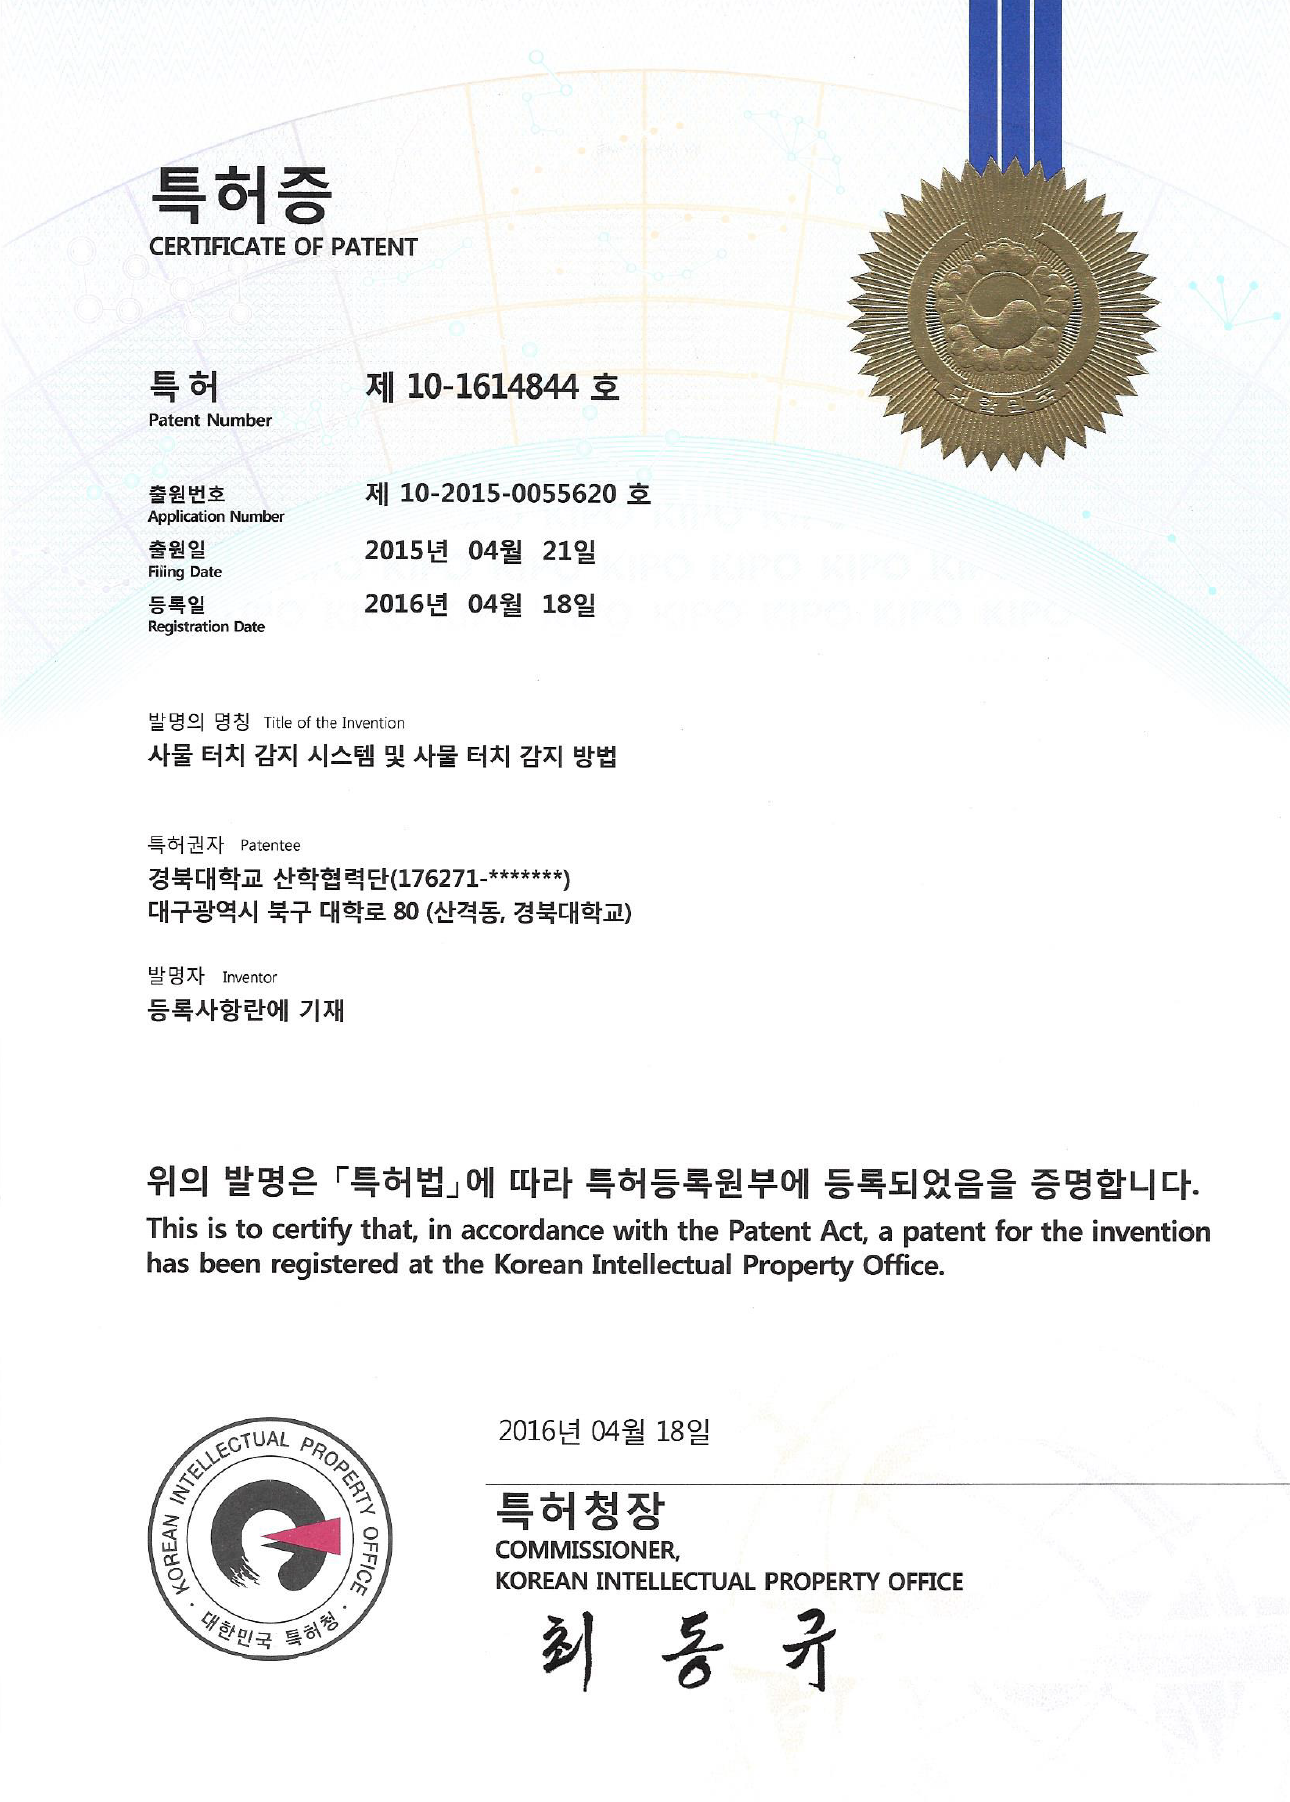 특허증
CERTIFICATE OF PATENT
특 허 제 10-1614844 호
Patent Number
출원번호 제 10-2015-0055620 호
Application Number
출원일 2015년 04월 21일
Filing Date
등록일 2016년 04월 18일
Registration Date
발명의 명칭 Title of the Invention
사물 터치 감지 시스템 및 사물 터치 감지 방법
특허권자 Patentee
경북대학교 산학협력단(176271-*******)
대구광역시 북구 대학로 80 (산격동, 경북대학교)
발명자 Inventor
등록사항란에 기재
위의 발명은 「특허법」에 따라 특허등록원부에 등록되었음을 증명합니다.
This is to certify that, in accordance with the Patent Act, a patent for the invention
has been registered at the Korean Intellectual Property Office.
2016년 04월 18일
특허청장
COMMISSIONER,
KOREAN INTELLECTUAL PROPERTY OFFICE
최 동 규
KOREAN INTELLECTUAL PROPERTY OFFICE
대한민국 특허청